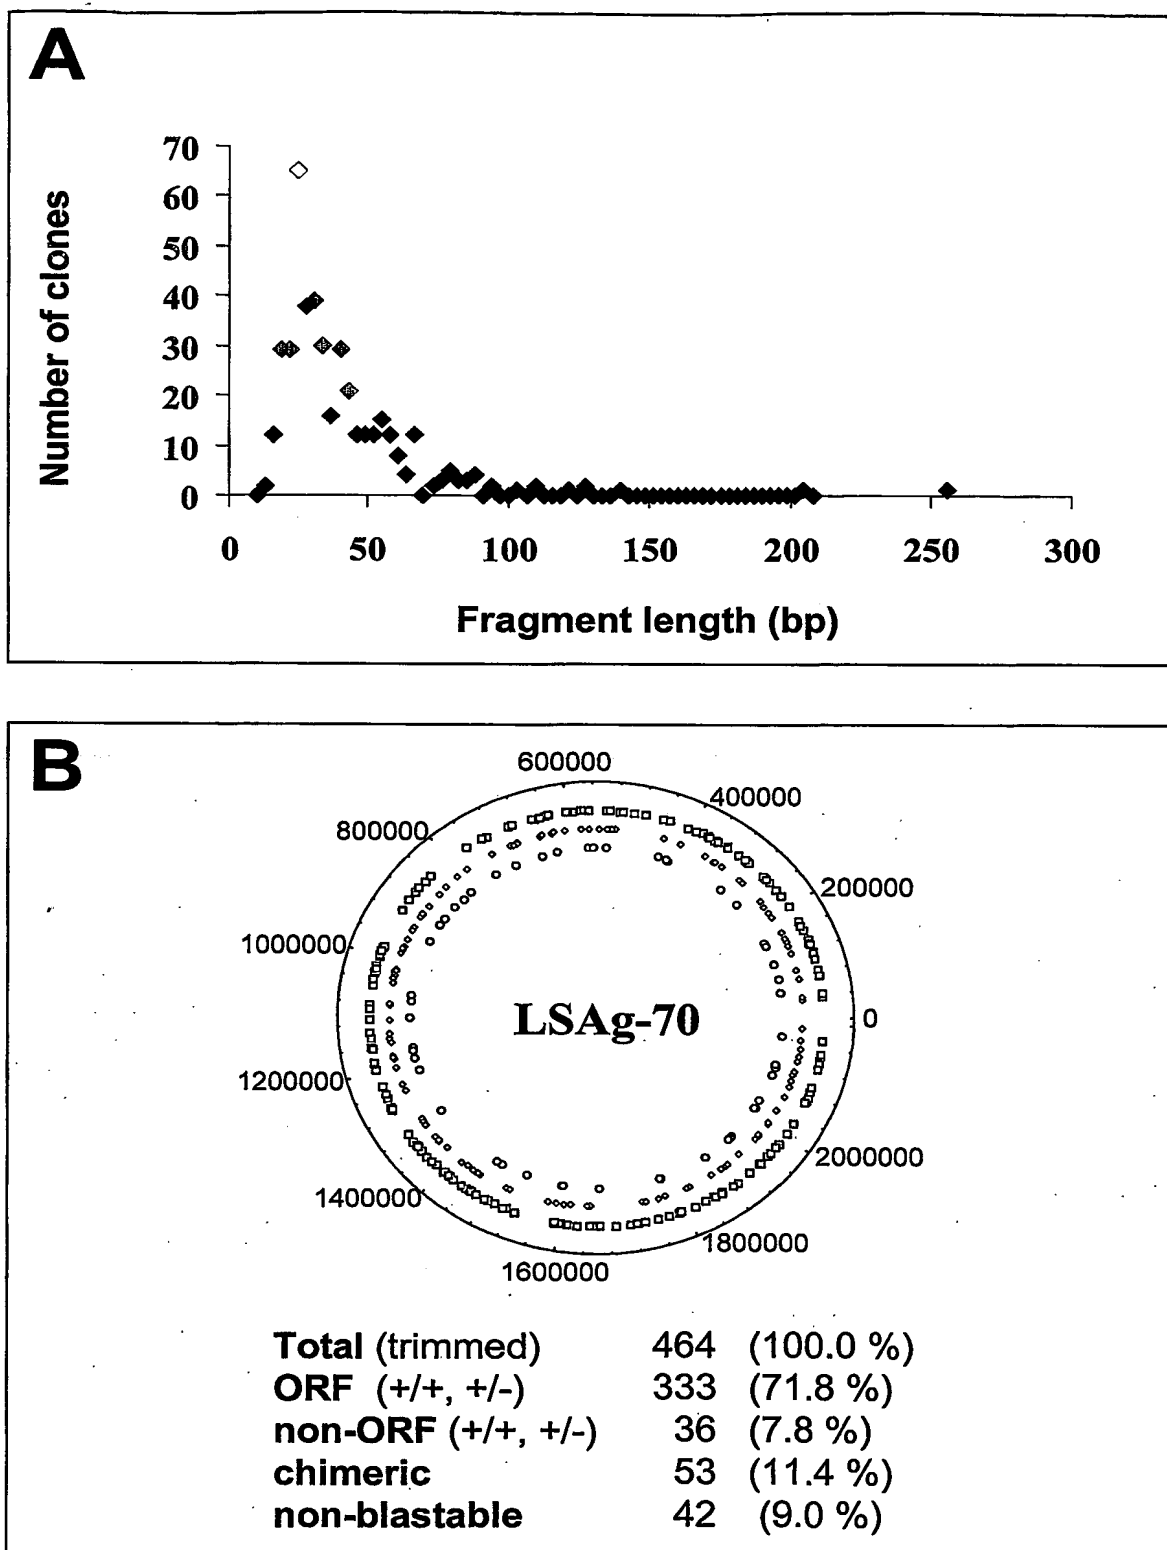 A
70
60
50
40
30
20
10
0
Number of clones
0 50 100 150 200 250 300
Fragment length (bp)
B
600000
400000
800000
200000
1000000
LSAg-70
0
1200000
2000000
1400000
1800000
1600000
Total (trimmed) 464 (100.0 %)
ORF (+/+, +/-) 333 (71.8 %)
non-ORF (+/+, +/-) 36 (7.8 %)
chimeric 53 (11.4 %)
non-blastable 42 (9.0 %)